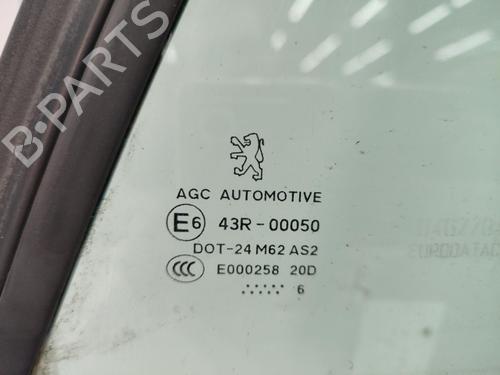 B-PARTS
AGC AUTOMOTIVE
E6 43R-00050
DOT-24 M62 AS2
CCC E000258 20D
..... 6